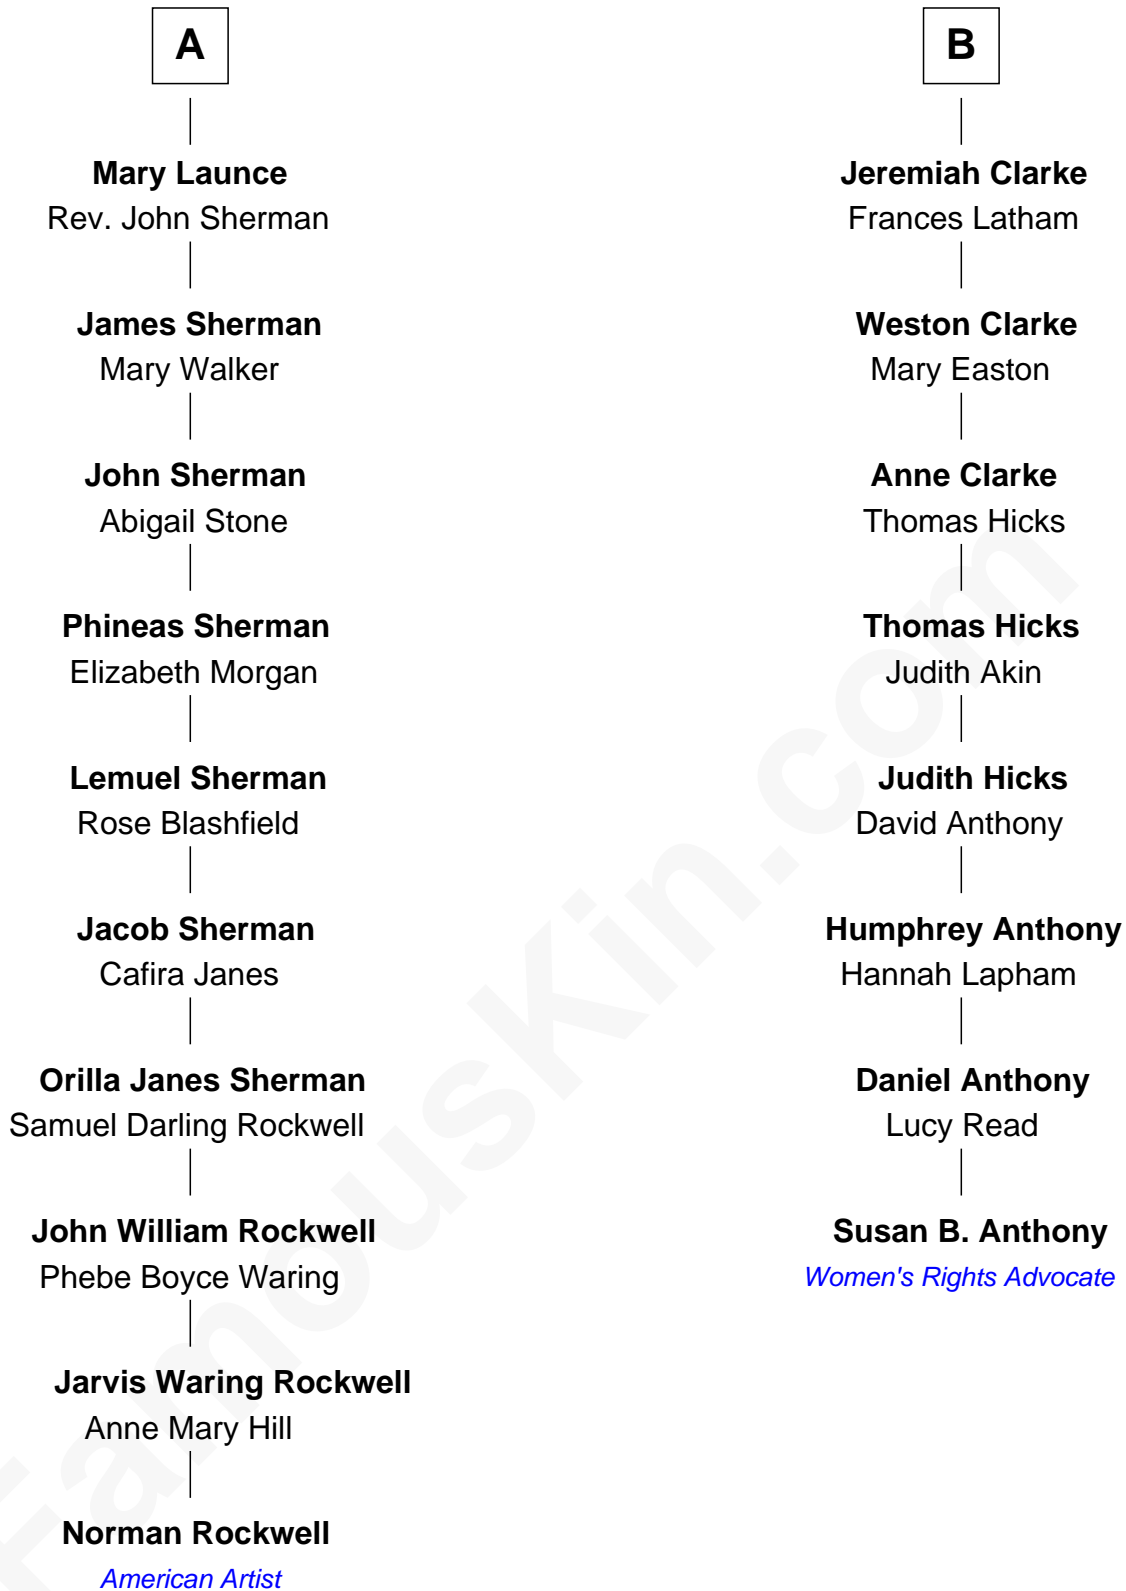 A
Mary Launce
Rev. John Sherman
James Sherman
Mary Walker
John Sherman
Abigail Stone
Phineas Sherman
Elizabeth Morgan
Lemuel Sherman
Rose Blashfield
Jacob Sherman
Cafira Janes
Orilla Janes Sherman
Samuel Darling Rockwell
John William Rockwell
Phebe Boyce Waring
Jarvis Waring Rockwell
Anne Mary Hill
Norman Rockwell
American Artist
B
Jeremiah Clarke
Frances Latham
Weston Clarke
Mary Easton
Anne Clarke
Thomas Hicks
Thomas Hicks
Judith Akin
Judith Hicks
David Anthony
Humphrey Anthony
Hannah Lapham
Daniel Anthony
Lucy Read
Susan B. Anthony
Women's Rights Advocate
FamousKin.com